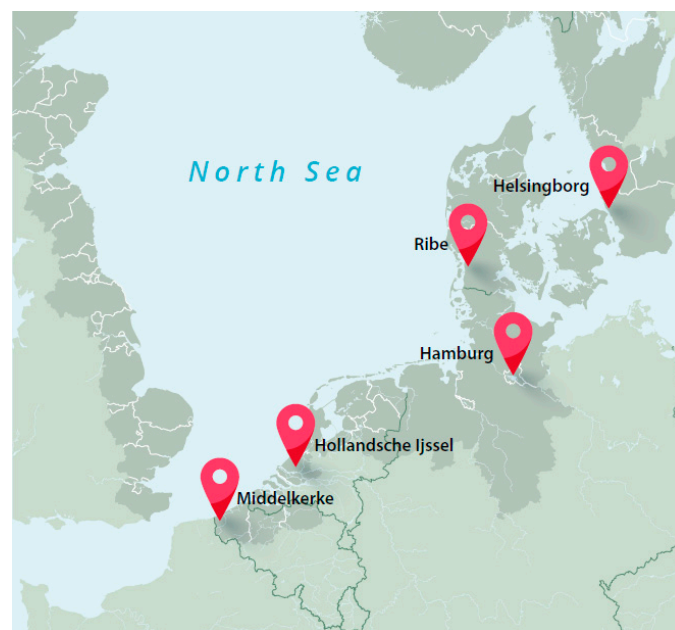 North Sea
Helsingborg
Ribe
Hamburg
Hollandsche Ijssel
Middelkerke